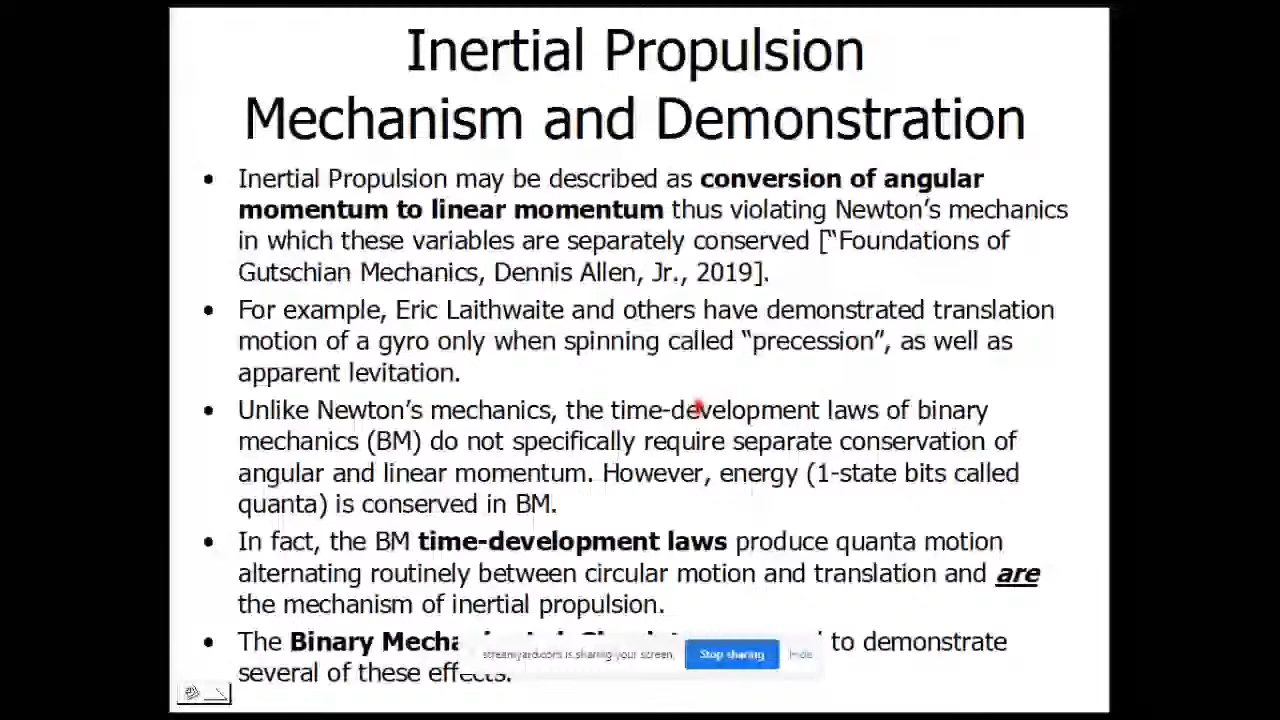 Inertial Propulsion
Mechanism and Demonstration
• Inertial Propulsion may be described as conversion of angular
momentum to linear momentum thus violating Newton's mechanics
in which these variables are separately conserved ["Foundations of
Gutschian Mechanics, Dennis Allen, Jr., 2019].
• For example, Eric Laithwaite and others have demonstrated translation
motion of a gyro only when spinning called "precession", as well as
apparent levitation.
• Unlike Newton's mechanics, the time-development laws of binary
mechanics (BM) do not specifically require separate conservation of
angular and linear momentum. However, energy (1-state bits called
quanta) is conserved in BM.
• In fact, the BM time-development laws produce quanta motion
alternating routinely between circular motion and translation and are
the mechanism of inertial propulsion.
• The Binary to demonstrate
streamyard.com is sharing your screen. Stop sharing Hide
several of these effects.